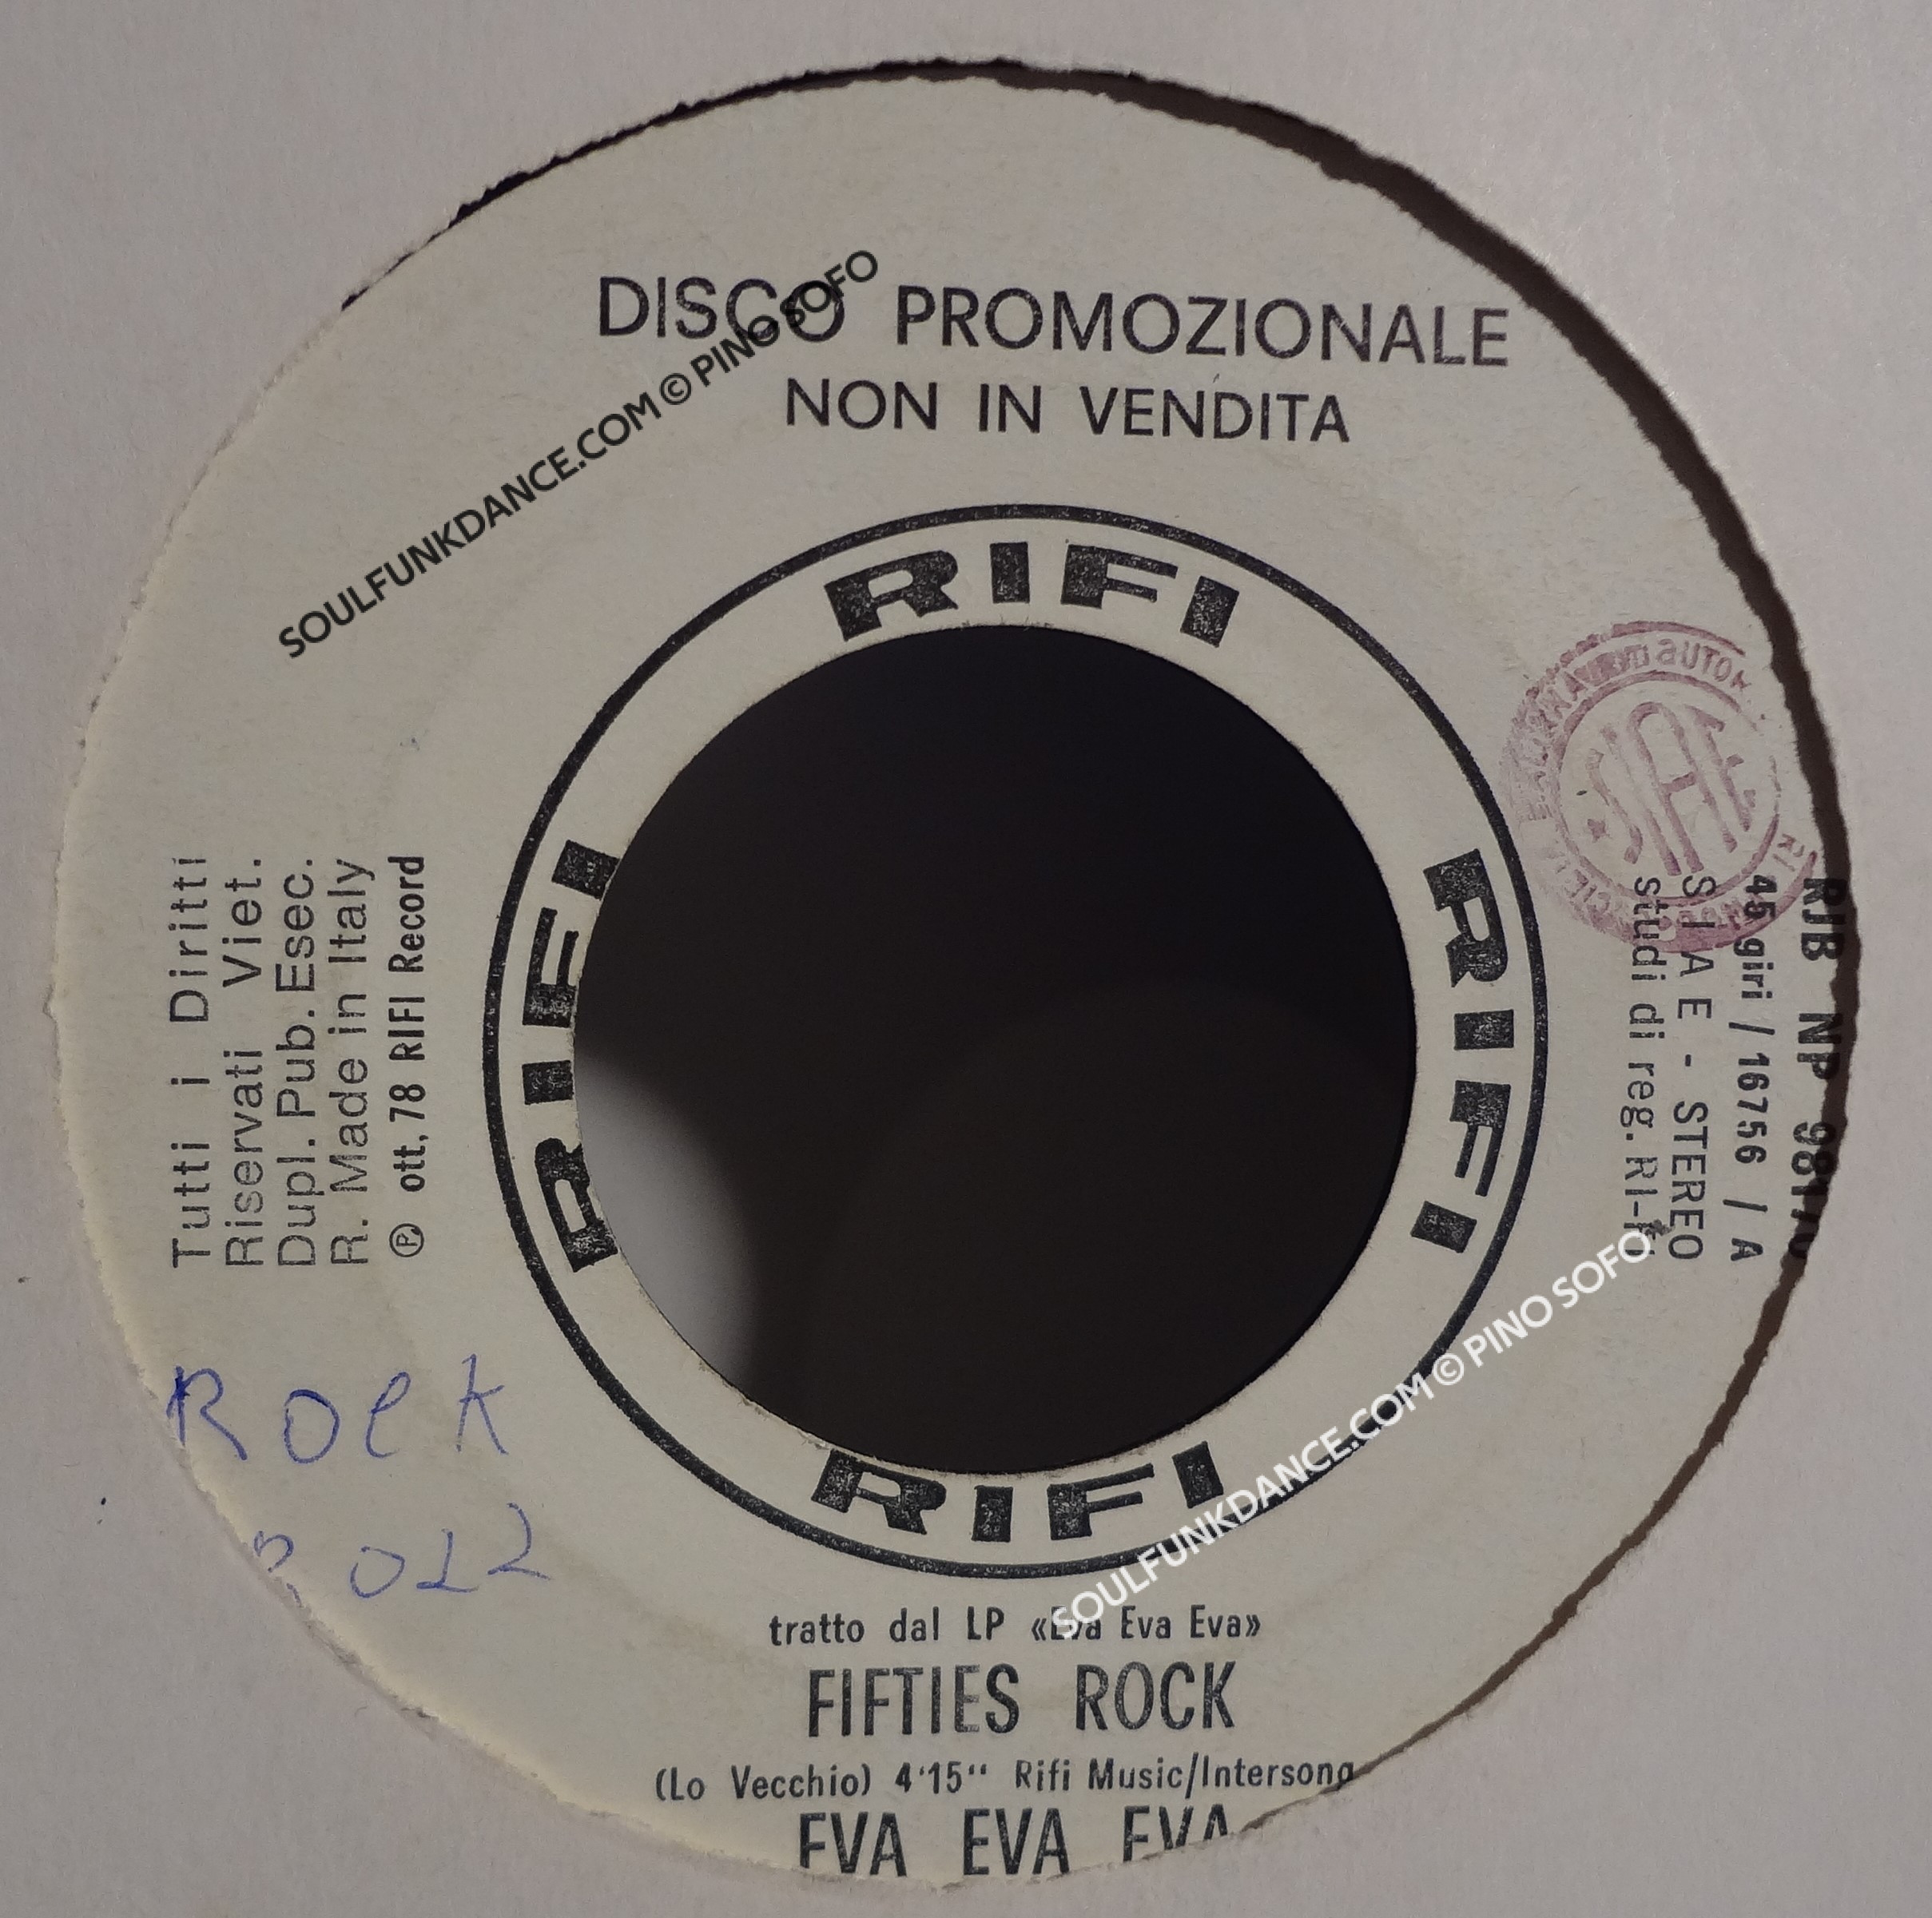 DISCO PROMOZIONALE
NON IN VENDITA
SOULFUNKDANCE.COM © PINO SOFO
RIFI
RIFI
RIFI
RIFI
Tutti i Diritti
Riservati Viet.
Dupl. Pub. Esec.
R. Made in Italy
℗ ott. 78 RIFI Record
SIAE
RJB NP
45 giri / 16756 / A
S I A E - STEREO
studi di reg. RI-FI
ROCK
SOULFUNKDANCE.COM © PINO SOFO
tratto dal LP «Eva Eva Eva»
FIFTIES ROCK
(Lo Vecchio) 4'15" Rifi Music/Intersong
EVA EVA EVA